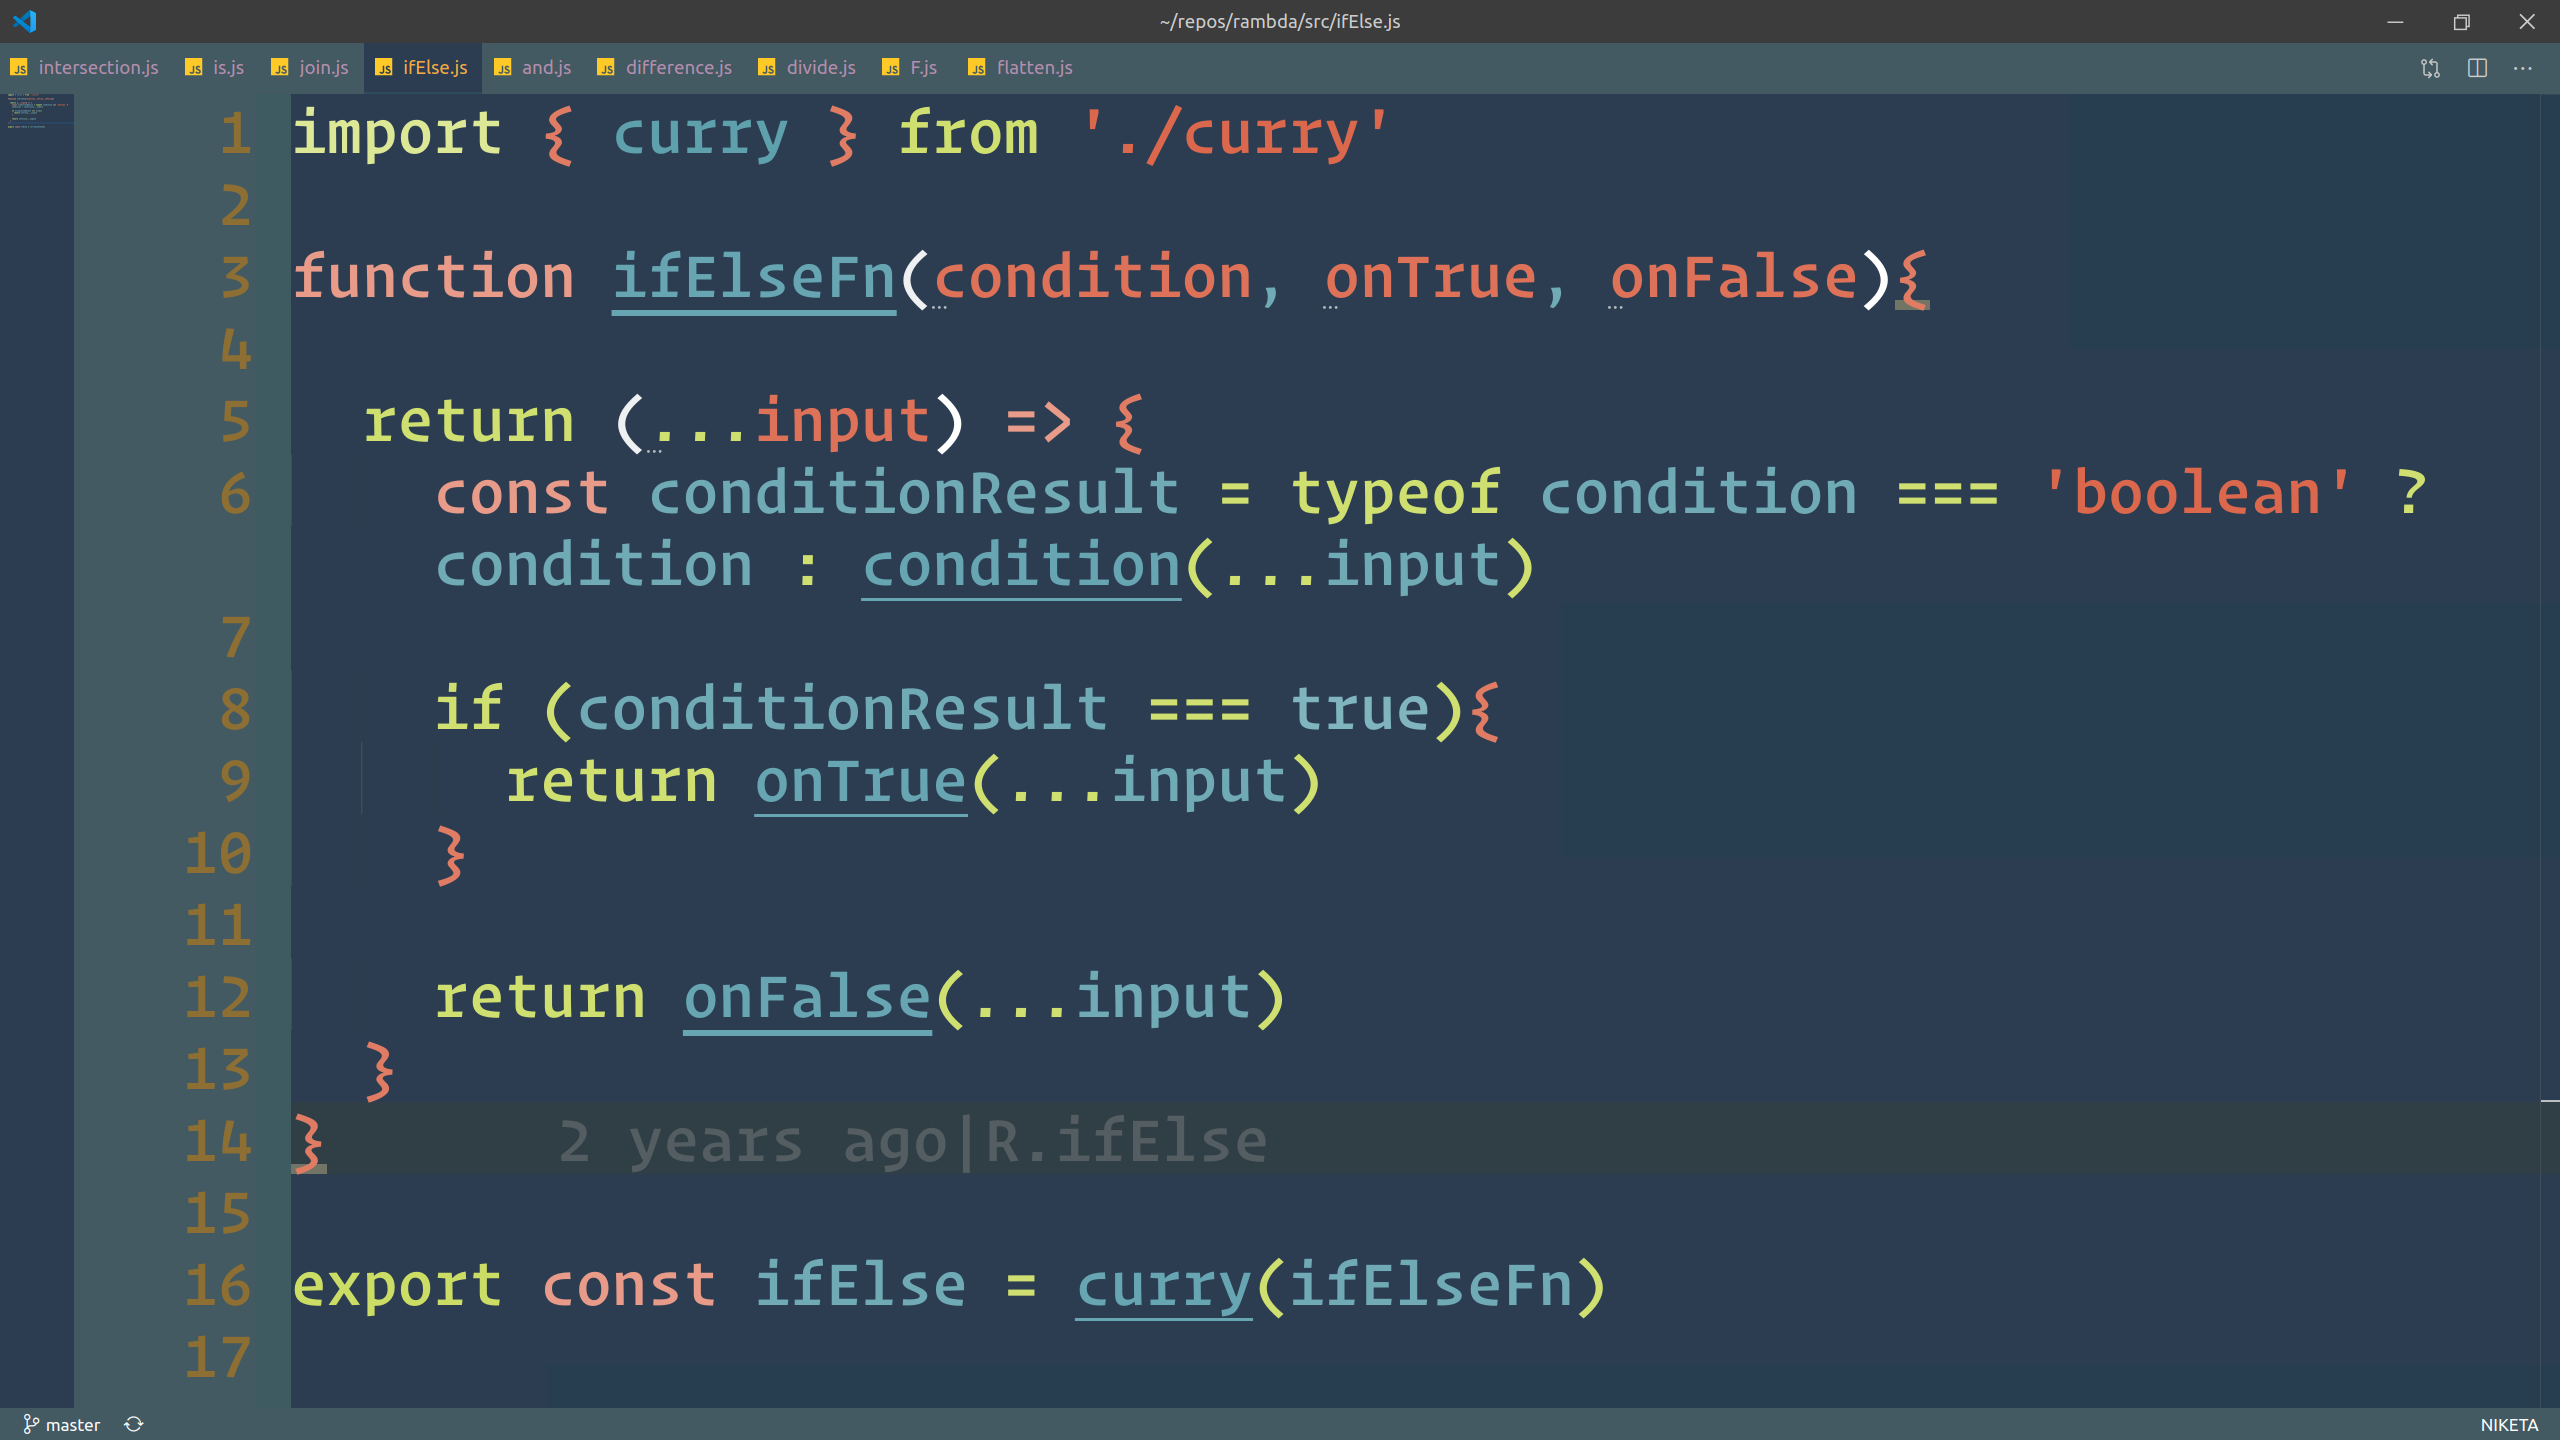 ~/repos/rambda/src/ifElse.js
JS intersection.js JS is.js JS join.js JS ifElse.js JS and.js JS difference.js JS divide.js JS F.js JS flatten.js ...
1 import { curry } from './curry'
2
3 function ifElseFn(condition, onTrue, onFalse){
4
5 return (...input) => {
6 const conditionResult = typeof condition === 'boolean' ?
condition : condition(...input)
7
8 if (conditionResult === true){
9 return onTrue(...input)
10 }
11
12 return onFalse(...input)
13 }
14 } 2 years ago|R.ifElse
15
16 export const ifElse = curry(ifElseFn)
17
master NIKETA